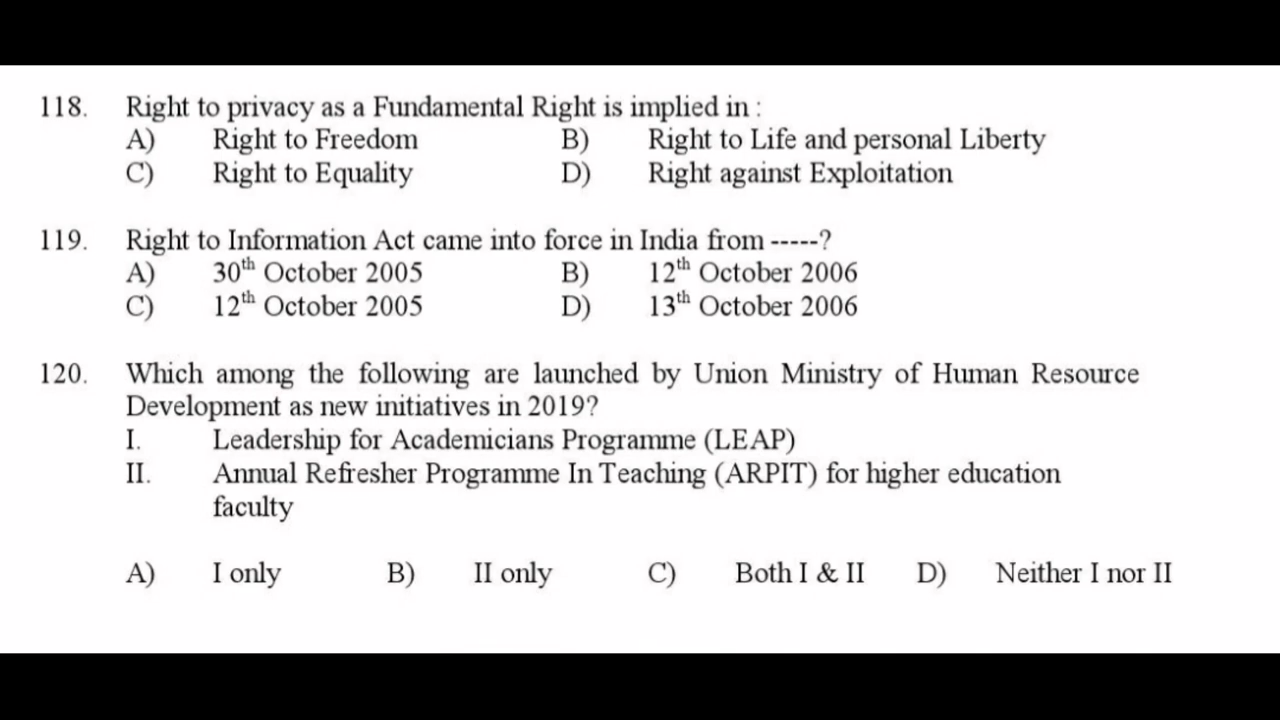 118. Right to privacy as a Fundamental Right is implied in :
A) Right to Freedom B) Right to Life and personal Liberty
C) Right to Equality D) Right against Exploitation
119. Right to Information Act came into force in India from -----?
A) 30th October 2005 B) 12th October 2006
C) 12th October 2005 D) 13th October 2006
120. Which among the following are launched by Union Ministry of Human Resource
Development as new initiatives in 2019?
I. Leadership for Academicians Programme (LEAP)
II. Annual Refresher Programme In Teaching (ARPIT) for higher education
faculty
A) I only B) II only C) Both I & II D) Neither I nor II